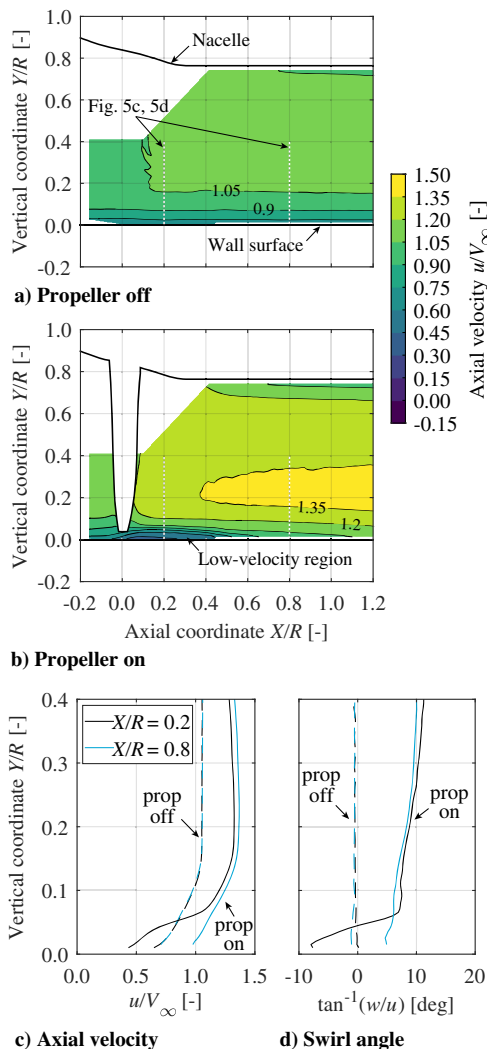 1.0
0.8
0.6
0.4
0.2
0.0
-0.2
Vertical coordinate Y/R [-]
Nacelle
Fig. 5c, 5d
1.05
0.9
Wall surface
a) Propeller off
1.50
1.35
1.20
1.05
0.90
0.75
0.60
0.45
0.30
0.15
0.00
-0.15
Axial velocity u/V∞ [-]
1.0
0.8
0.6
0.4
0.2
0.0
-0.2
Vertical coordinate Y/R [-]
1.35
1.2
Low-velocity region
-0.2 0.0 0.2 0.4 0.6 0.8 1.0 1.2
Axial coordinate X/R [-]
b) Propeller on
0.4
0.3
0.2
0.1
0.0
Vertical coordinate Y/R [-]
X/R = 0.2
X/R = 0.8
prop
off
prop
on
0.0 0.5 1.0 1.5
u/V∞ [-]
c) Axial velocity
prop
off
prop
on
-10 0 10 20
tan⁻¹(w/u) [deg]
d) Swirl angle